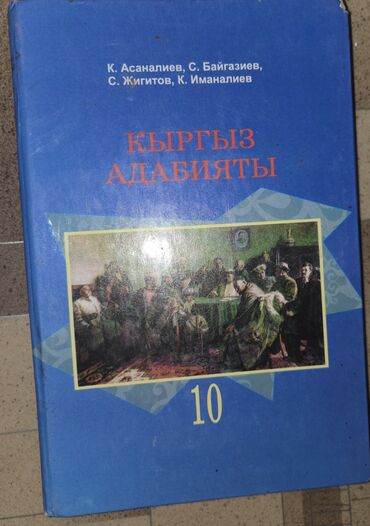 К. Асаналиев, С. Байгазиев,
С. Жигитов, К. Иманалиев
КЫРГЫЗ
АДАБИЯТЫ
10